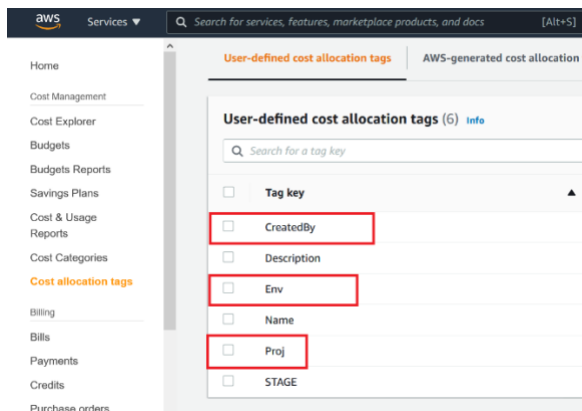 aws Services ▼ Search for services, features, marketplace products, and docs [Alt+S]
Home
Cost Management
Cost Explorer
Budgets
Budgets Reports
Savings Plans
Cost & Usage
Reports
Cost Categories
Cost allocation tags
Billing
Bills
Payments
Credits
Purchase orders
User-defined cost allocation tags AWS-generated cost allocation
User-defined cost allocation tags (6) Info
Search for a tag key
Tag key ▲
CreatedBy
Description
Env
Name
Proj
STAGE